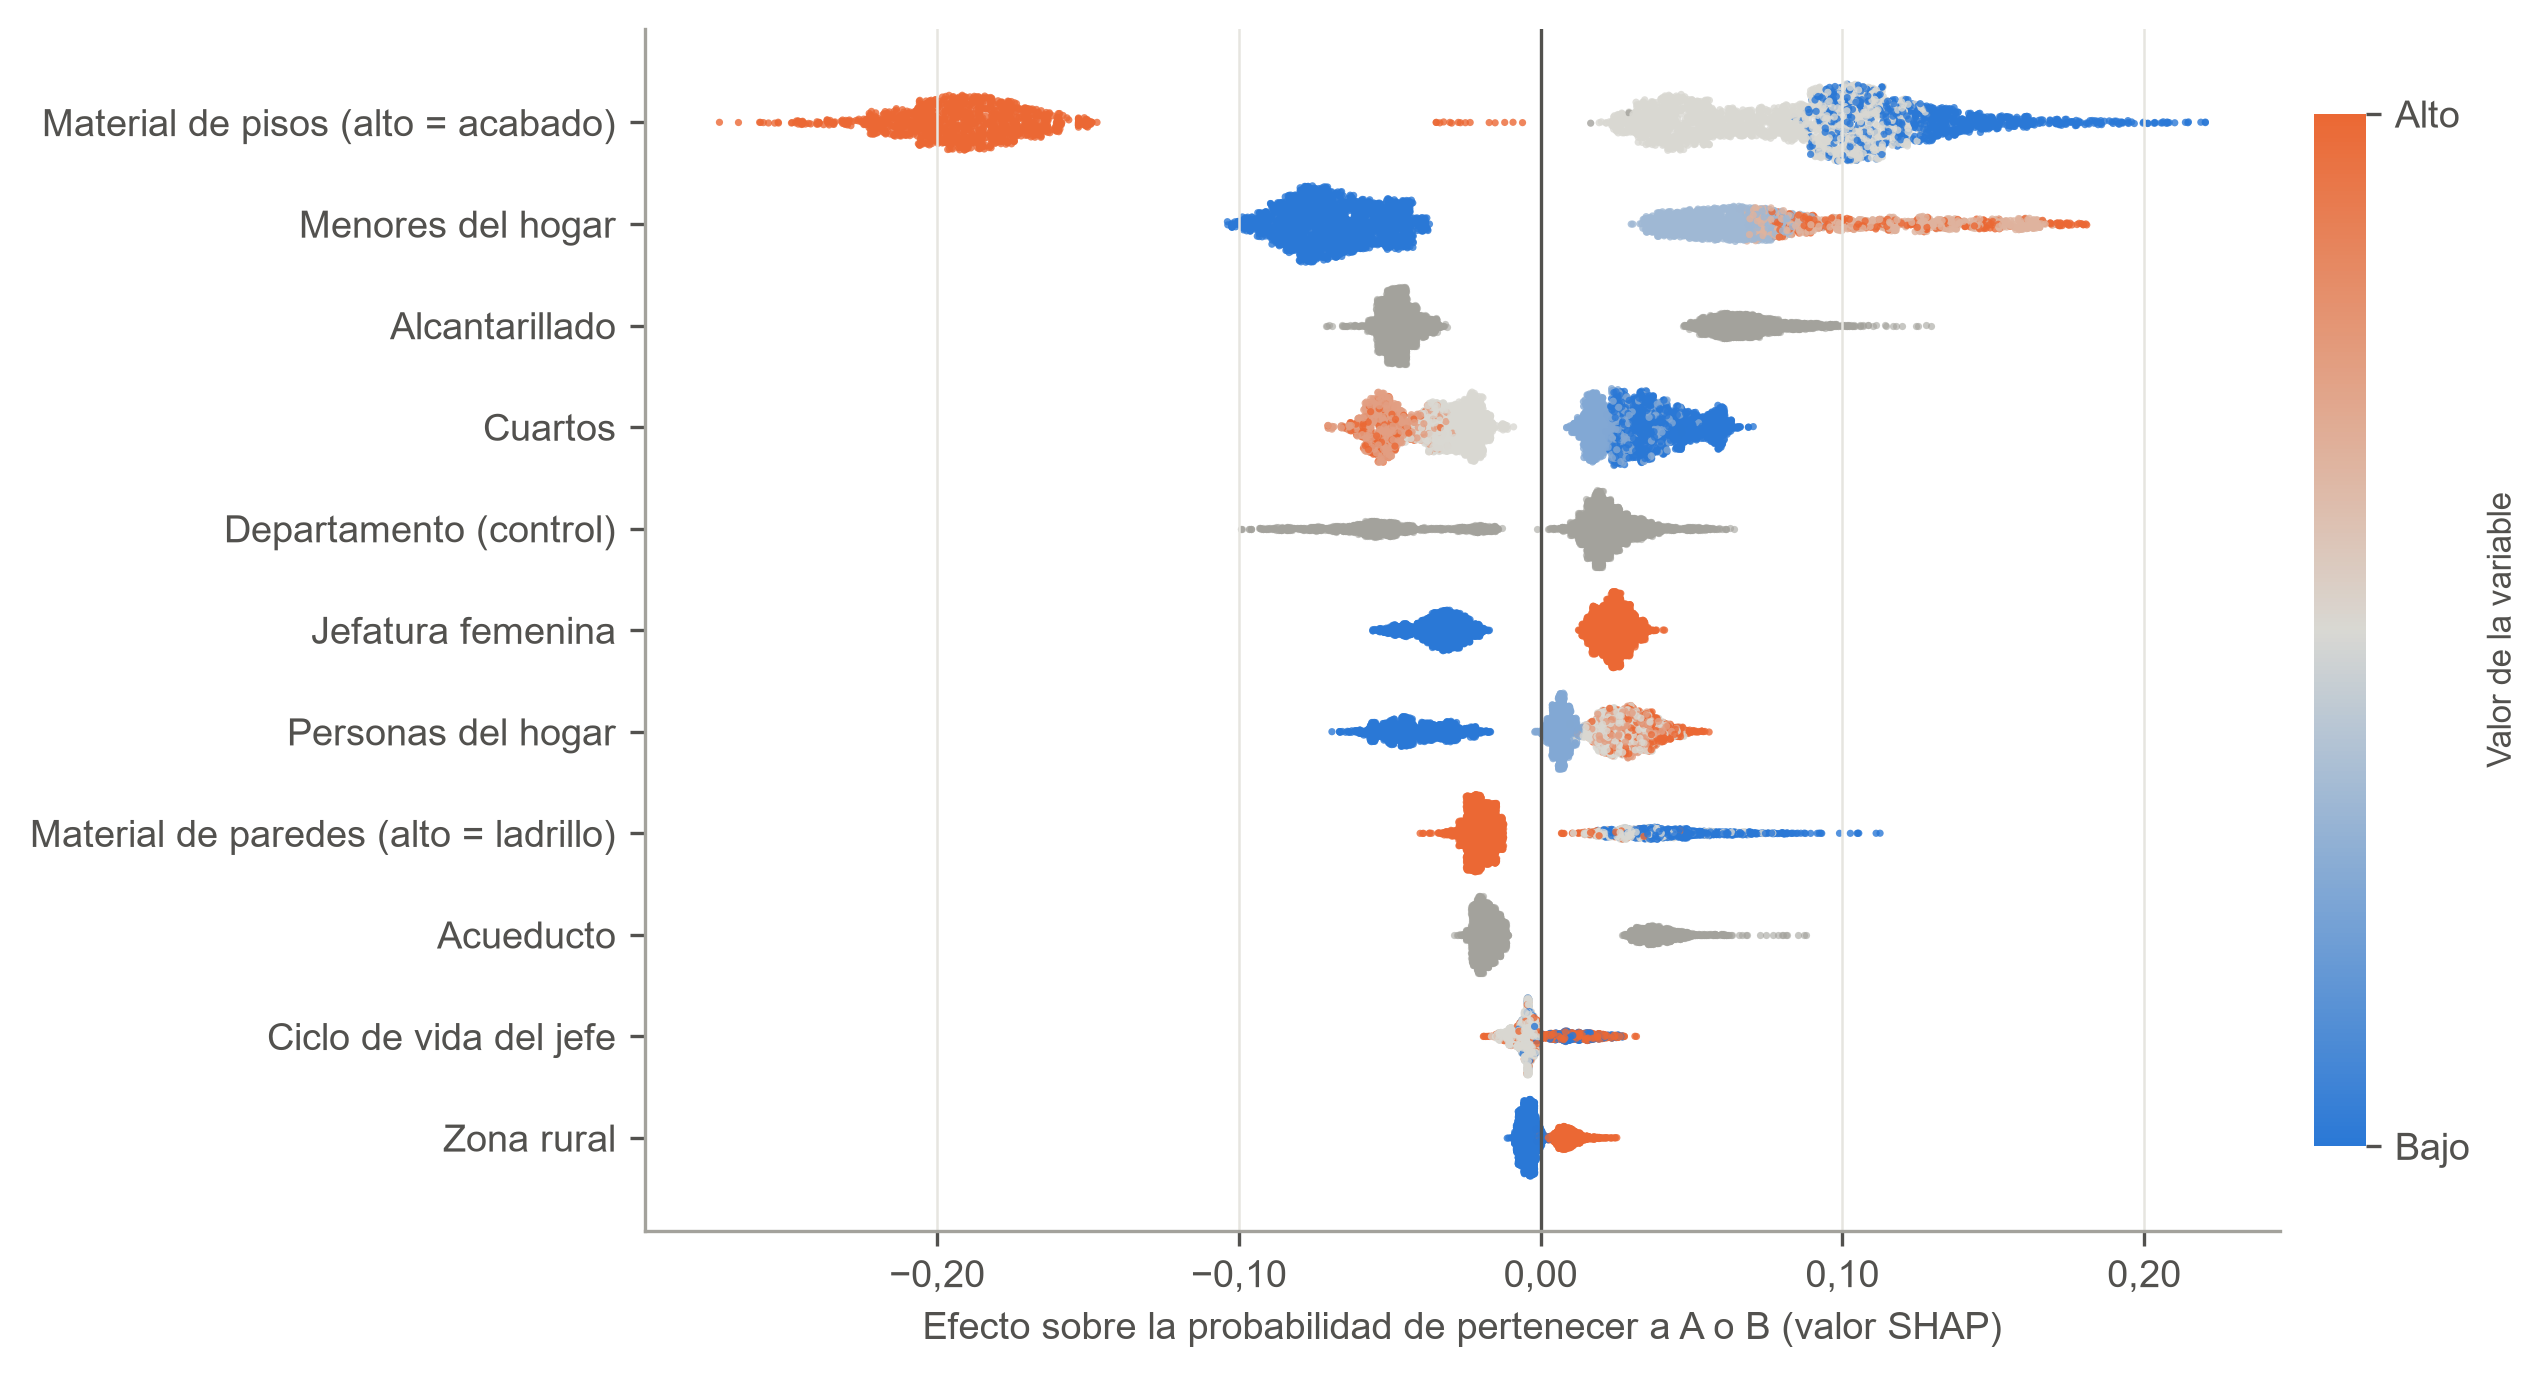 Material de pisos (alto = acabado)
Menores del hogar
Alcantarillado
Cuartos
Departamento (control)
Jefatura femenina
Personas del hogar
Material de paredes (alto = ladrillo)
Acueducto
Ciclo de vida del jefe
Zona rural
−0,20
−0,10
0,00
0,10
0,20
Efecto sobre la probabilidad de pertenecer a A o B (valor SHAP)
Alto
Bajo
Valor de la variable